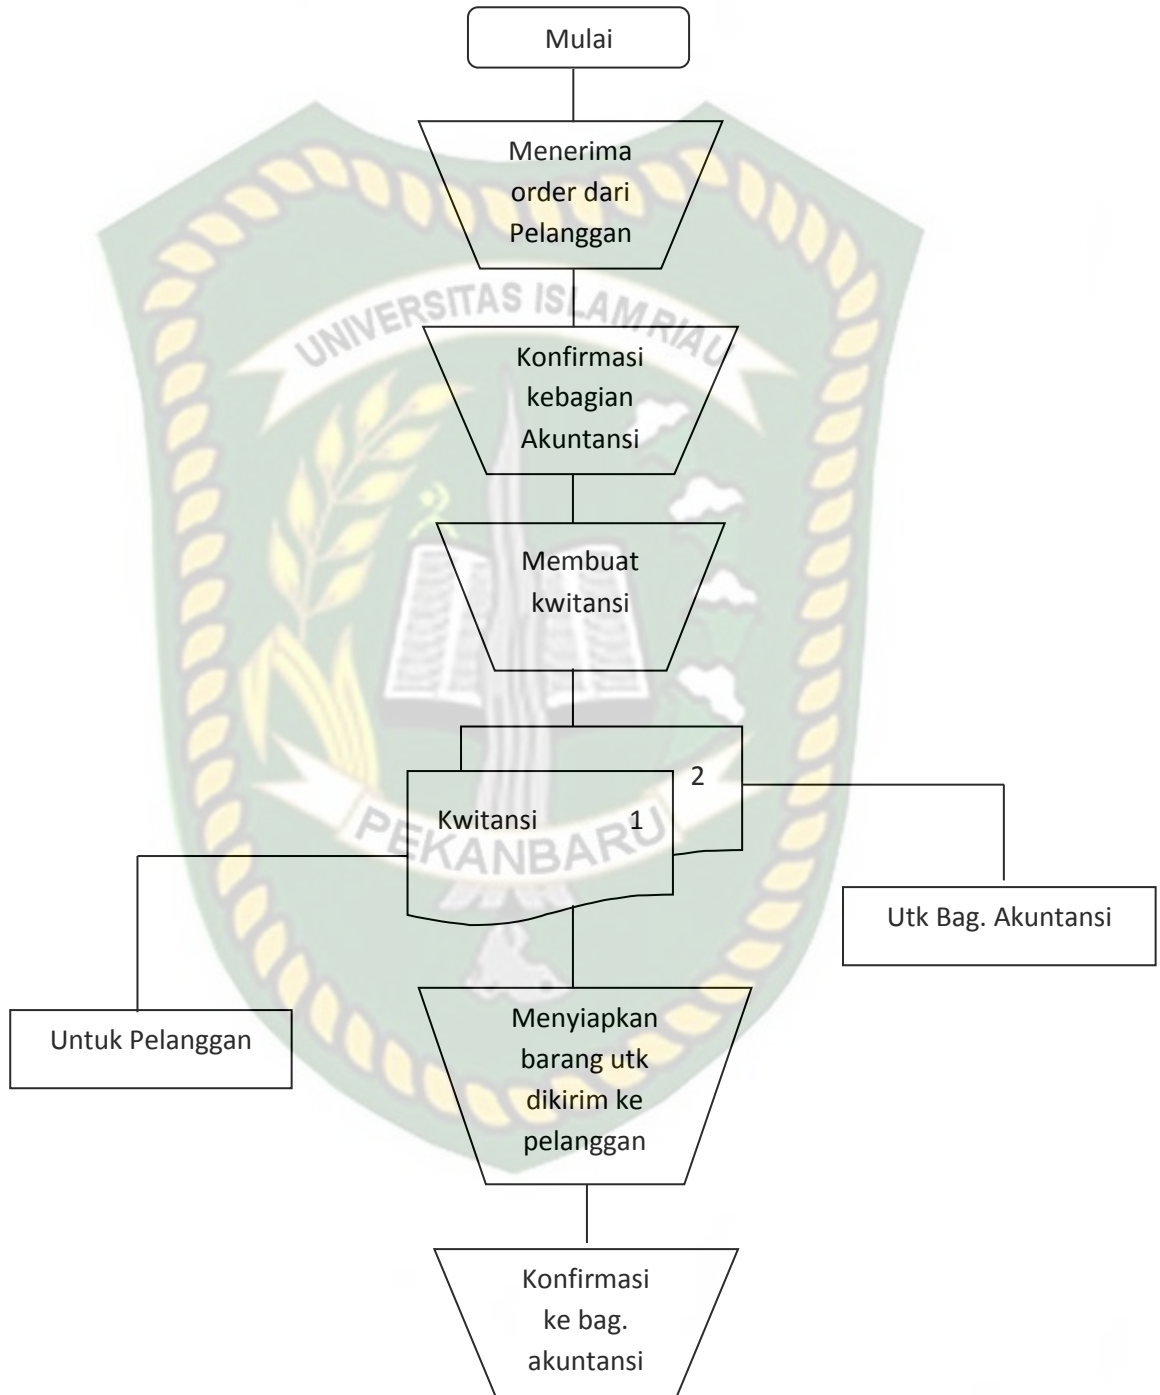 Mulai
Menerima
order dari
Pelanggan
UNIVERSITAS ISLAM RIAU
Konfirmasi
kebagian
Akuntansi
Membuat
kwitansi
2
Kwitansi 1
PEKANBARU
Utk Bag. Akuntansi
Untuk Pelanggan
Menyiapkan
barang utk
dikirim ke
pelanggan
Konfirmasi
ke bag.
akuntansi